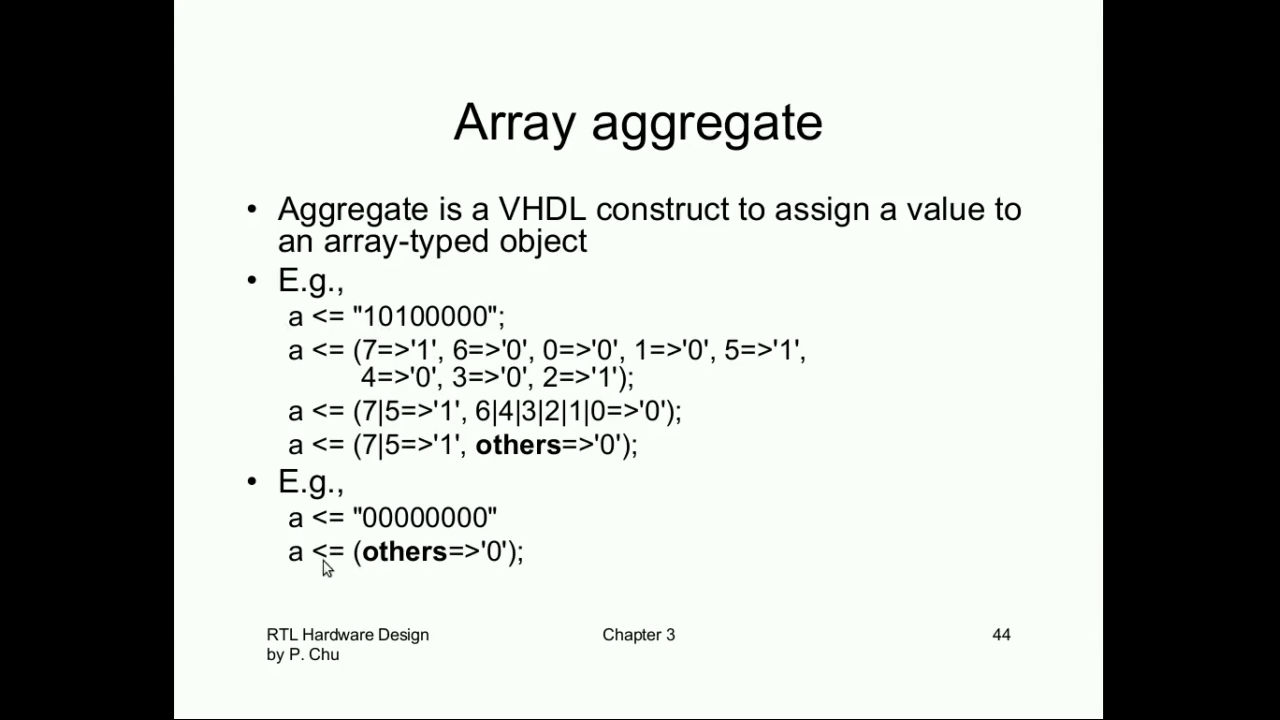 Array aggregate
• Aggregate is a VHDL construct to assign a value to
an array-typed object
• E.g.,
a <= "10100000";
a <= (7=>'1', 6=>'0', 0=>'0', 1=>'0', 5=>'1',
4=>'0', 3=>'0', 2=>'1');
a <= (7|5=>'1', 6|4|3|2|1|0=>'0');
a <= (7|5=>'1', others=>'0');
• E.g.,
a <= "00000000"
a <= (others=>'0');
RTL Hardware Design
by P. Chu
Chapter 3
44